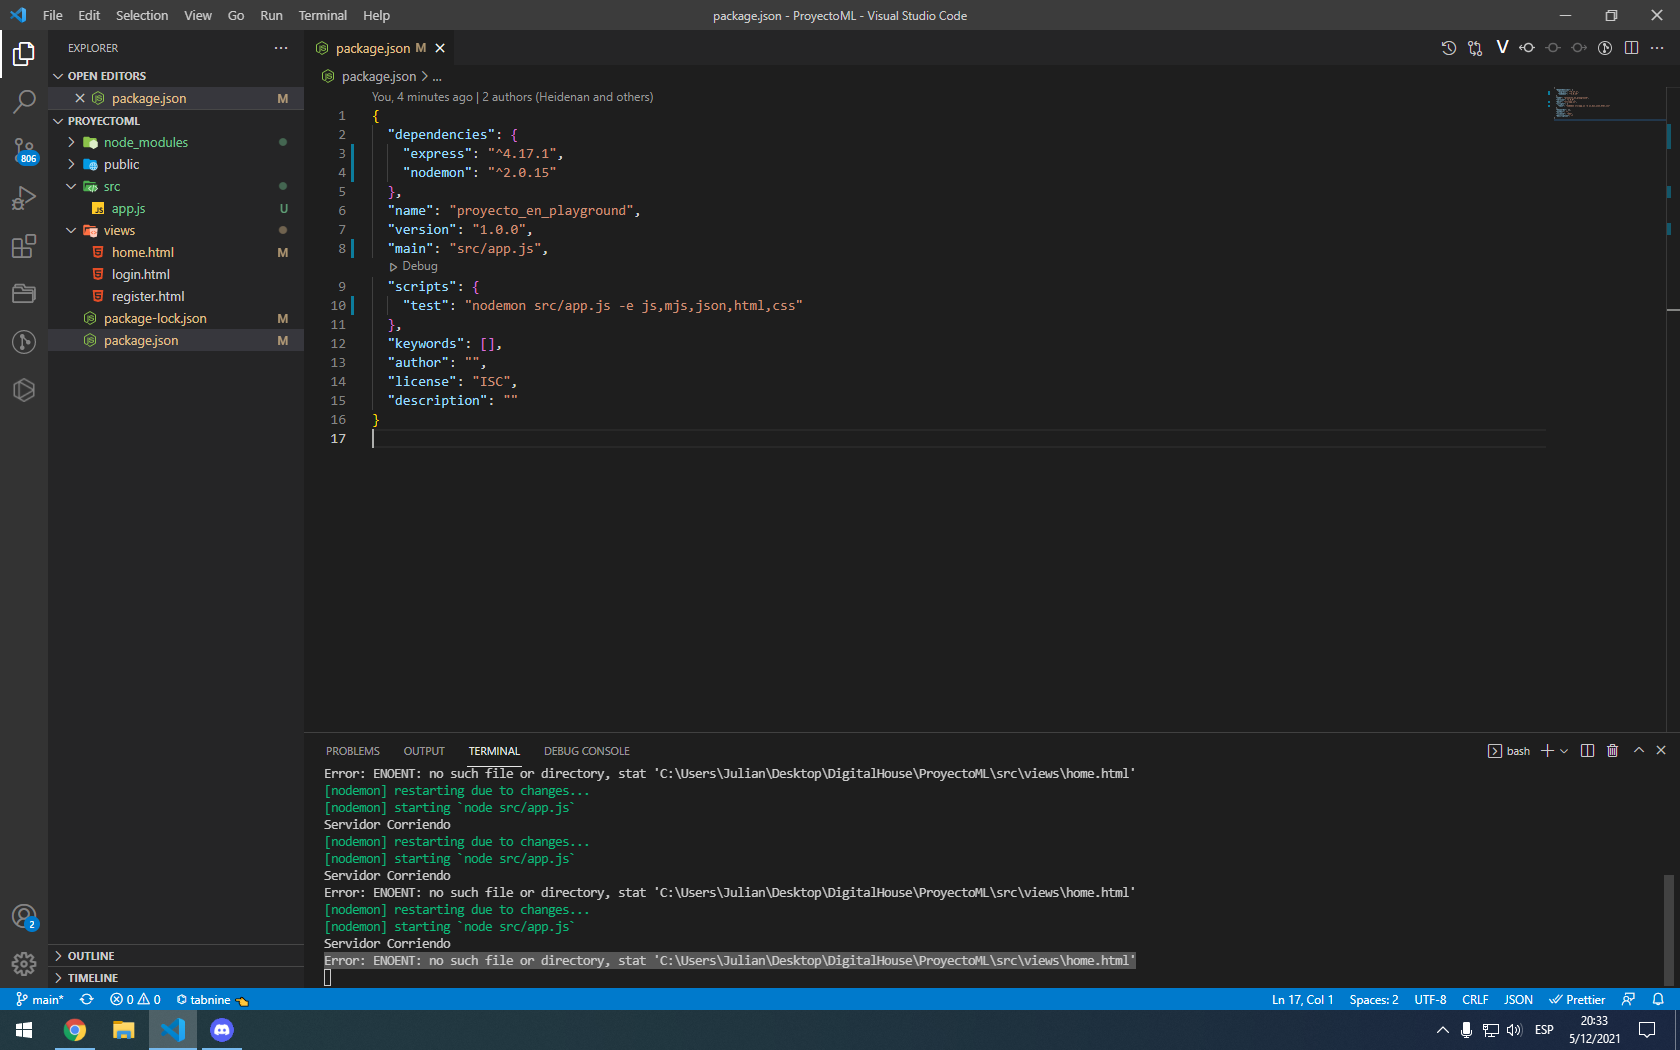 File Edit Selection View Go Run Terminal Help
package.json - ProyectoML - Visual Studio Code
EXPLORER
OPEN EDITORS
package.json M
PROYECTOML
node_modules
public
src
app.js U
views
home.html M
login.html
register.html
package-lock.json M
package.json M
OUTLINE
TIMELINE
806
2
package.json M
package.json > ...
You, 4 minutes ago | 2 authors (Heidenan and others)
1 {
2 "dependencies": {
3 "express": "^4.17.1",
4 "nodemon": "^2.0.15"
5 },
6 "name": "proyecto_en_playground",
7 "version": "1.0.0",
8 "main": "src/app.js",
Debug
9 "scripts": {
10 "test": "nodemon src/app.js -e js,mjs,json,html,css"
11 },
12 "keywords": [],
13 "author": "",
14 "license": "ISC",
15 "description": ""
16 }
17
PROBLEMS OUTPUT TERMINAL DEBUG CONSOLE
bash
Error: ENOENT: no such file or directory, stat 'C:\Users\Julian\Desktop\DigitalHouse\ProyectoML\src\views\home.html'
[nodemon] restarting due to changes...
[nodemon] starting `node src/app.js`
Servidor Corriendo
[nodemon] restarting due to changes...
[nodemon] starting `node src/app.js`
Servidor Corriendo
Error: ENOENT: no such file or directory, stat 'C:\Users\Julian\Desktop\DigitalHouse\ProyectoML\src\views\home.html'
[nodemon] restarting due to changes...
[nodemon] starting `node src/app.js`
Servidor Corriendo
Error: ENOENT: no such file or directory, stat 'C:\Users\Julian\Desktop\DigitalHouse\ProyectoML\src\views\home.html'
main* 0 0 tabnine
Ln 17, Col 1 Spaces: 2 UTF-8 CRLF JSON Prettier
ESP
20:33
5/12/2021